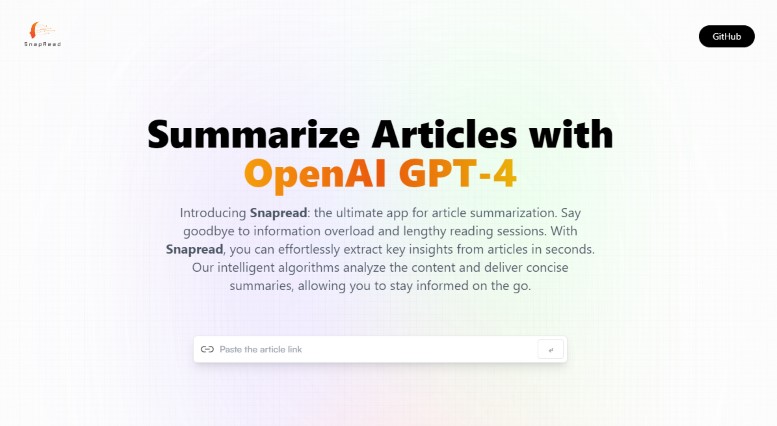 SnapRead
GitHub
Summarize Articles with
OpenAI GPT-4
Introducing Snapread: the ultimate app for article summarization. Say
goodbye to information overload and lengthy reading sessions. With
Snapread, you can effortlessly extract key insights from articles in seconds.
Our intelligent algorithms analyze the content and deliver concise
summaries, allowing you to stay informed on the go.
Paste the article link
↵